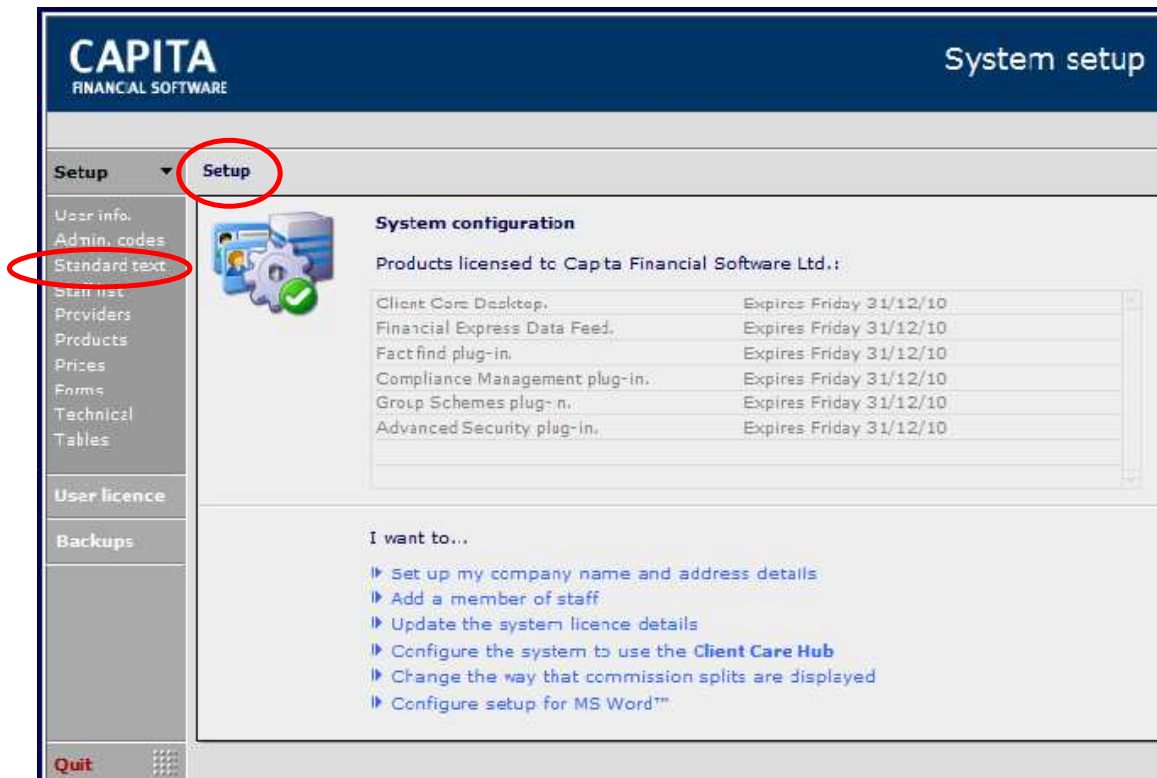 CAPITA
FINANCIAL SOFTWARE
System setup
Setup
Setup
User info.
Admin. codes
Standard text
Staff list
Providers
Products
Prices
Forms
Technical
Tables
User licence
Backups
Quit
System configuration
Products licensed to Capita Financial Software Ltd.:
Client Care Desktop. Expires Friday 31/12/10
Financial Express Data Feed. Expires Friday 31/12/10
Fact find plug-in. Expires Friday 31/12/10
Compliance Management plug-in. Expires Friday 31/12/10
Group Schemes plug-in. Expires Friday 31/12/10
Advanced Security plug-in. Expires Friday 31/12/10
I want to...
Set up my company name and address details
Add a member of staff
Update the system licence details
Configure the system to use the Client Care Hub
Change the way that commission splits are displayed
Configure setup for MS Word™